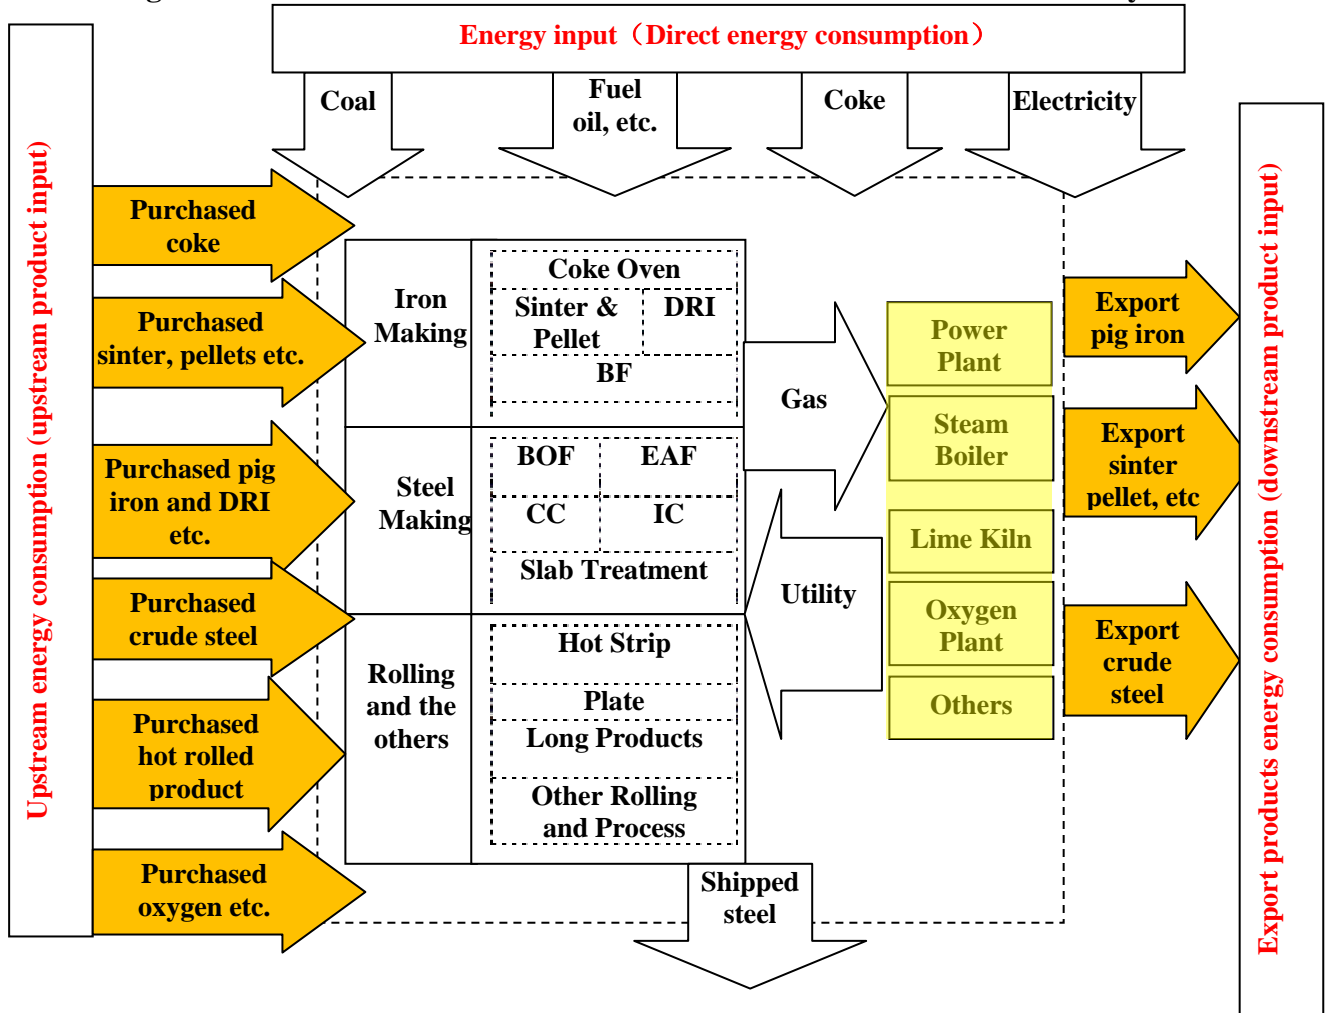 Energy input（Direct energy consumption）
Coal
Fuel
oil, etc.
Coke
Electricity
Upstream energy consumption (upstream product input)
Purchased
coke
Purchased
sinter, pellets etc.
Purchased pig
iron and DRI
etc.
Purchased
crude steel
Purchased
hot rolled
product
Purchased
oxygen etc.
Iron
Making
Coke Oven
Sinter &
Pellet
DRI
BF
Steel
Making
BOF
EAF
CC
IC
Slab Treatment
Rolling
and the
others
Hot Strip
Plate
Long Products
Other Rolling
and Process
Gas
Utility
Power
Plant
Steam
Boiler
Lime Kiln
Oxygen
Plant
Others
Shipped
steel
Export
pig iron
Export
sinter
pellet, etc
Export
crude
steel
Export products energy consumption (downstream product input)